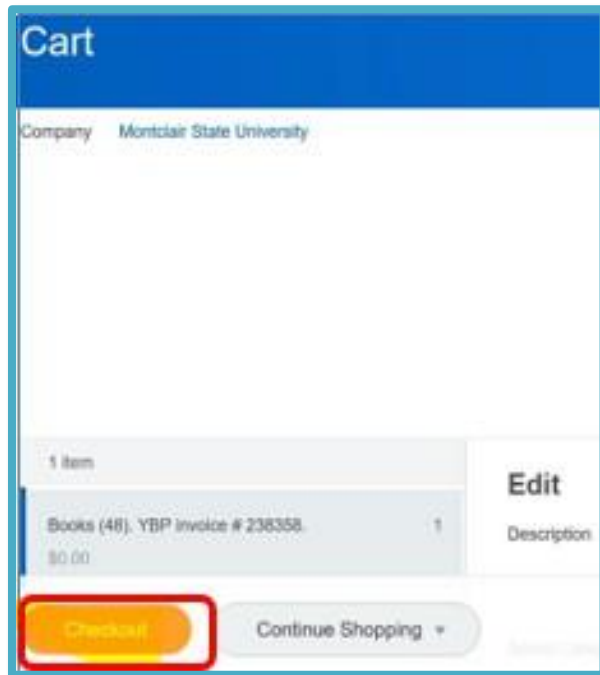 Cart
Company Montclair State University
1 item
Books (48). YBP invoice # 238358. 1
$0.00
Edit
Description
Checkout
Continue Shopping